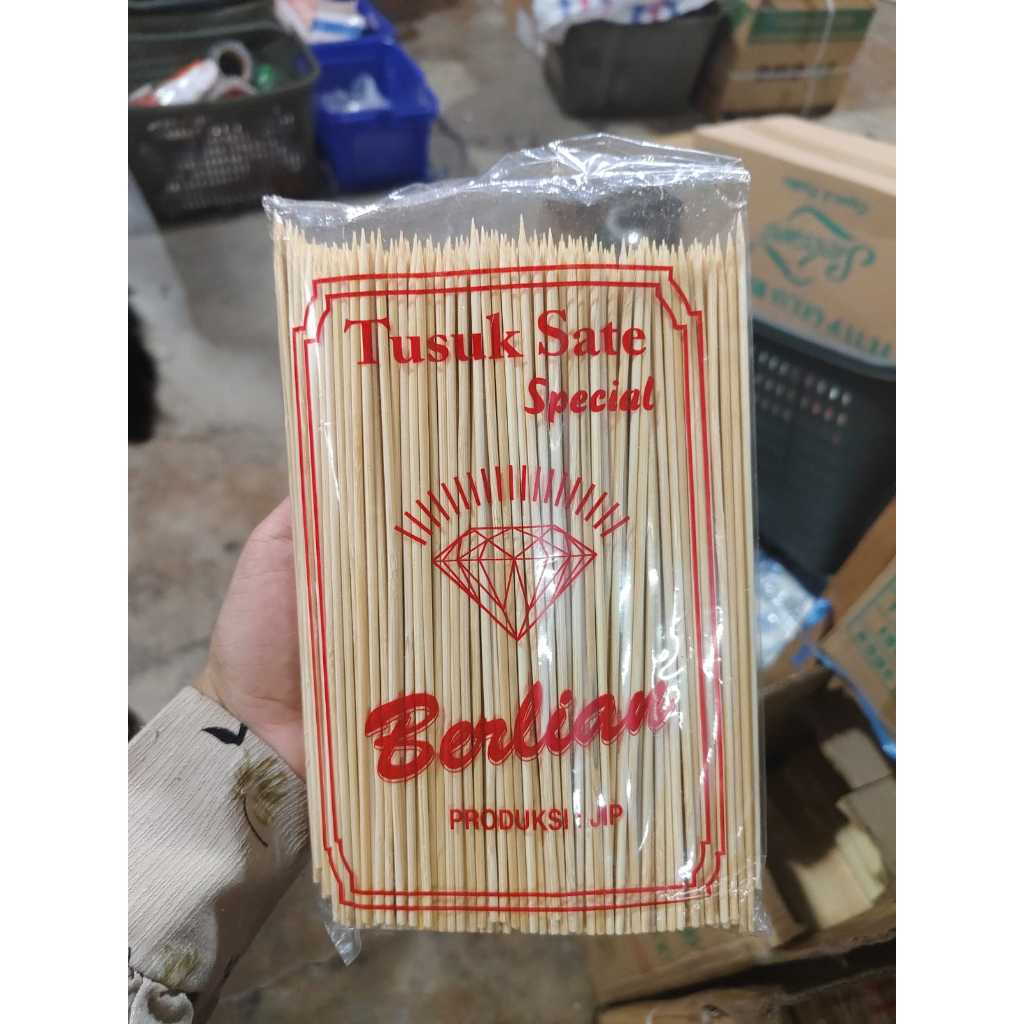 Tusuk Sate
Special
Berlian
PRODUKSI : JIP